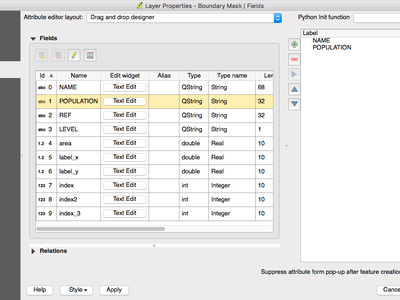 Layer Properties - Boundary Mask | Fields
Attribute editor layout: Drag and drop designer Python Init function
Fields
Label
NAME
POPULATION
Id Name Edit widget Alias Type Type name Len
abc 0 NAME Text Edit QString String 68
abc 1 POPULATION Text Edit QString String 32
abc 2 REF Text Edit QString String 32
abc 3 LEVEL Text Edit QString String 1
1.2 4 area Text Edit double Real 10
1.2 5 label_x Text Edit double Real 10
1.2 6 label_y Text Edit double Real 10
123 7 index Text Edit int Integer 10
123 8 index2 Text Edit int Integer 10
123 9 index_3 Text Edit int Integer 10
Relations
Suppress attribute form pop-up after feature creation
Help Style Apply Cance